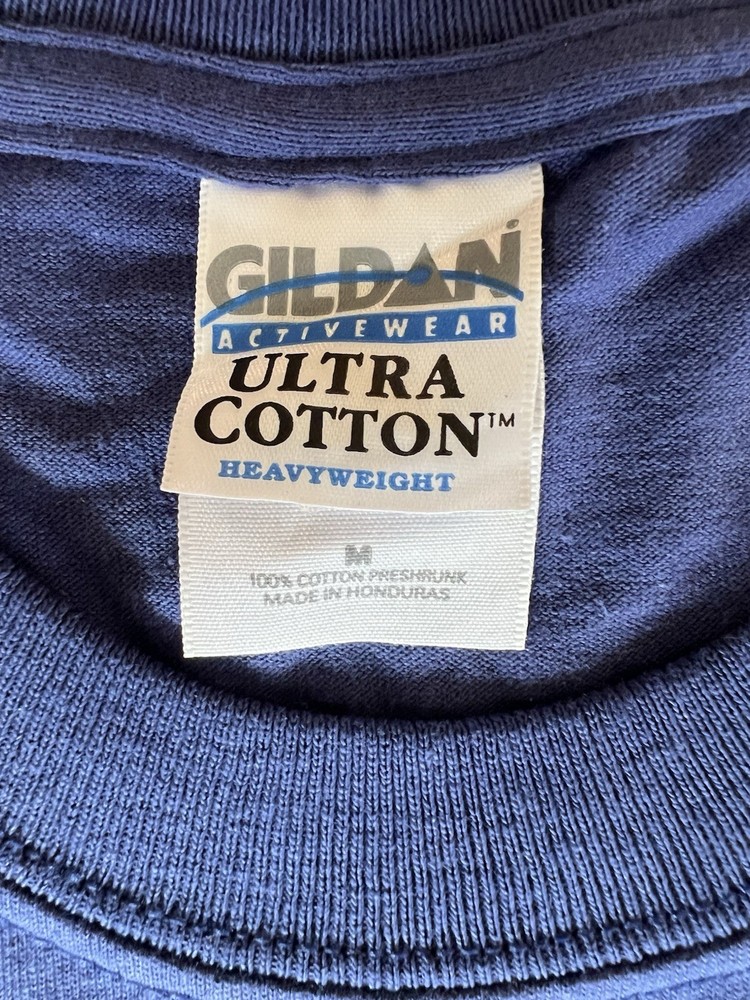 GILDAN®
ACTIVEWEAR
ULTRA
COTTON™
HEAVYWEIGHT
M
100% COTTON PRESHRUNK
MADE IN HONDURAS